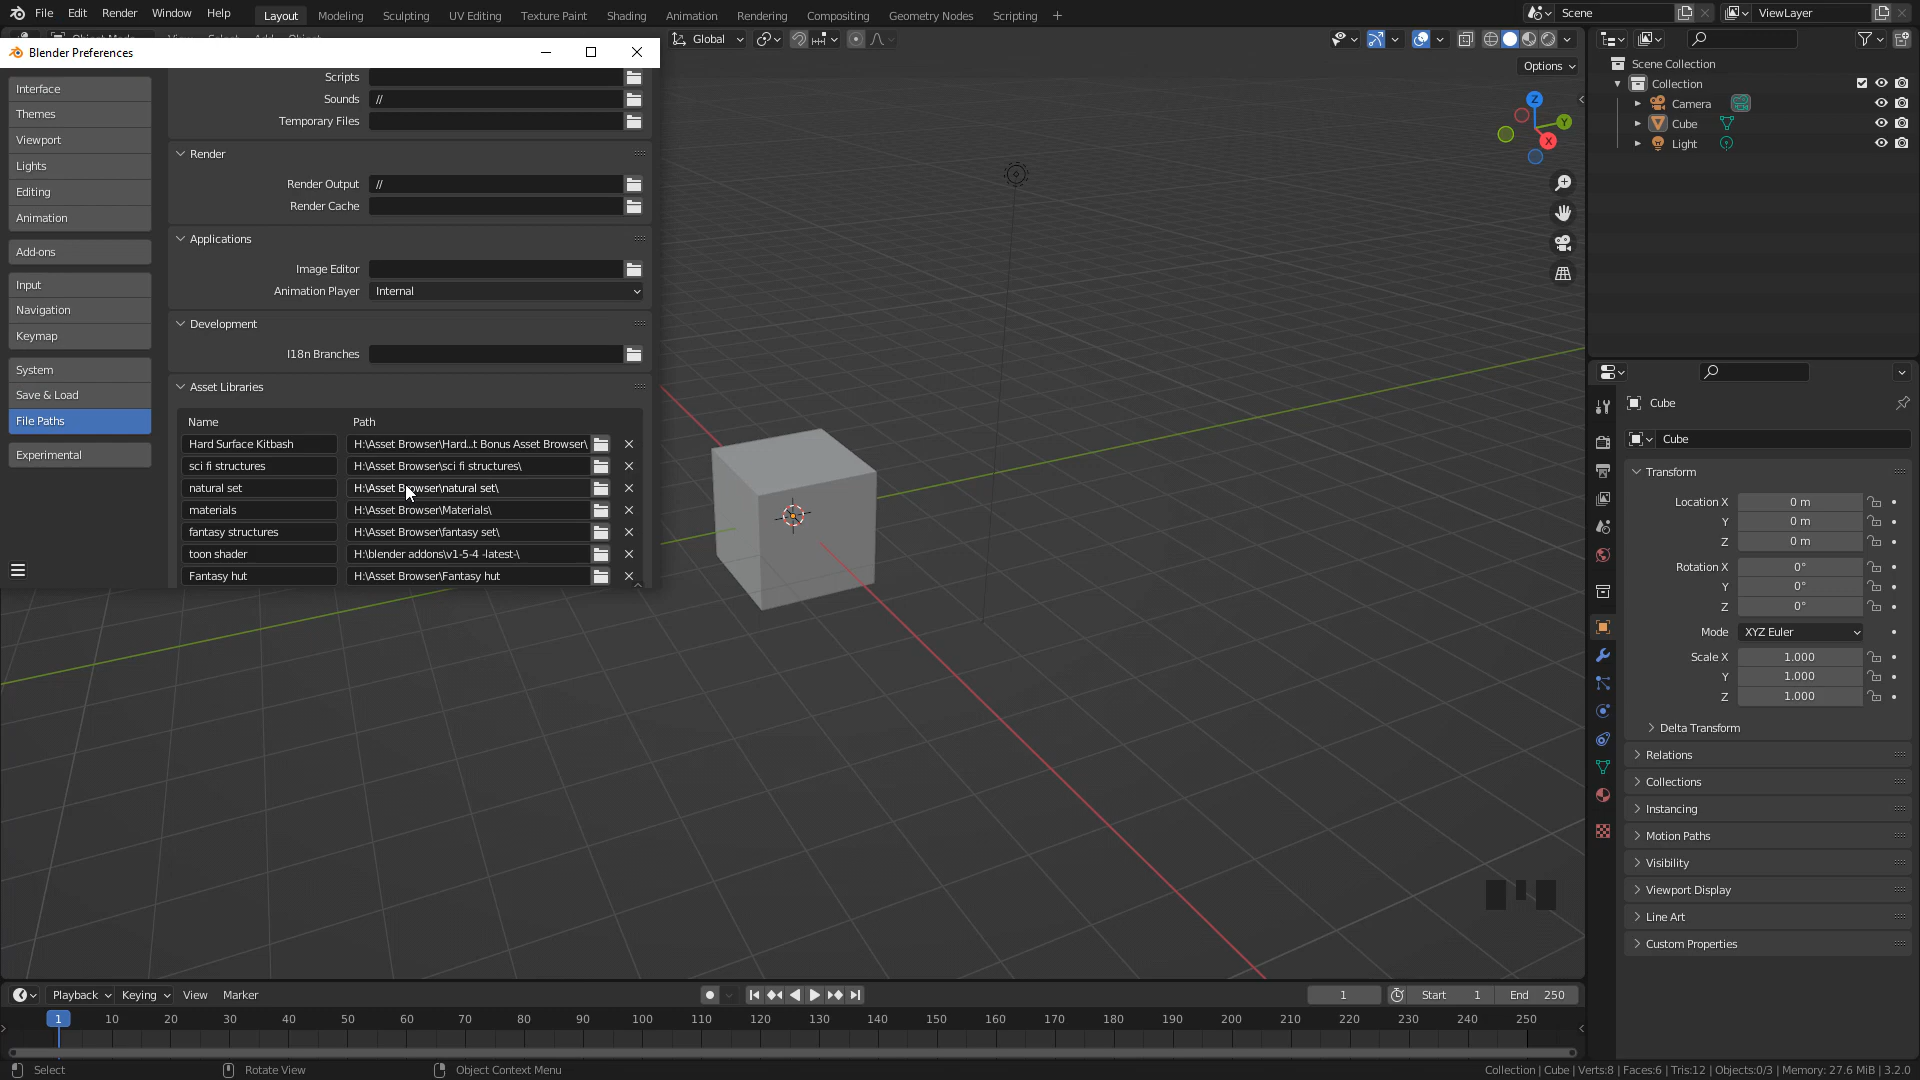 File Edit Render Window Help Layout Modeling Sculpting UV Editing Texture Paint Shading Animation Rendering Compositing Geometry Nodes Scripting + Scene ViewLayer
Blender Preferences
Global
Options
Interface
Themes
Viewport
Lights
Editing
Animation
Add-ons
Input
Navigation
Keymap
System
Save & Load
File Paths
Experimental
Scripts
Sounds //
Temporary Files
Render
Render Output //
Render Cache
Applications
Image Editor
Animation Player Internal
Development
I18n Branches
Asset Libraries
Name Path
Hard Surface Kitbash H:\Asset Browser\Hard...t Bonus Asset Browser\
sci fi structures H:\Asset Browser\sci fi structures\
natural set H:\Asset Browser\natural set\
materials H:\Asset Browser\Materials\
fantasy structures H:\Asset Browser\fantasy set\
toon shader H:\blender addons\v1-5-4 -latest-\
Fantasy hut H:\Asset Browser\Fantasy hut
Z
Y
X
Scene Collection
Collection
Camera
Cube
Light
Cube
Cube
Transform
Location X 0 m
Y 0 m
Z 0 m
Rotation X 0°
Y 0°
Z 0°
Mode XYZ Euler
Scale X 1.000
Y 1.000
Z 1.000
Delta Transform
Relations
Collections
Instancing
Motion Paths
Visibility
Viewport Display
Line Art
Custom Properties
Playback Keying View Marker 1 Start 1 End 250
1 10 20 30 40 50 60 70 80 90 100 110 120 130 140 150 160 170 180 190 200 210 220 230 240 250
Select Rotate View Object Context Menu Collection | Cube | Verts:8 | Faces:6 | Tris:12 | Objects:0/3 | Memory: 27.6 MiB | 3.2.0